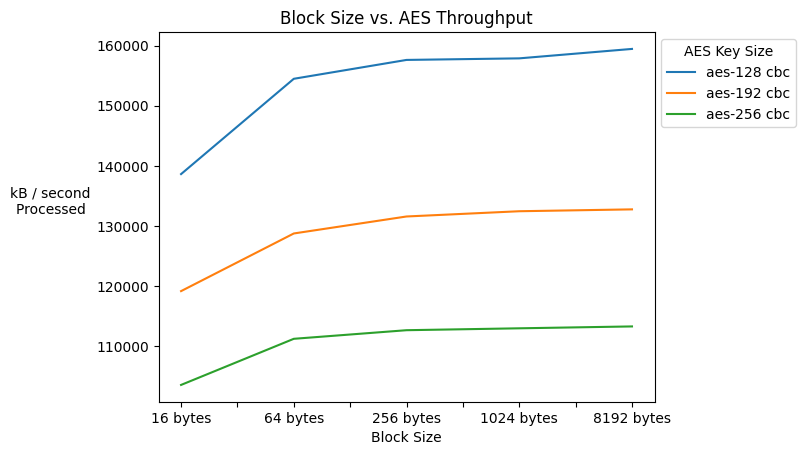 Block Size vs. AES Throughput
160000
150000
140000
130000
120000
110000
kB / second
Processed
16 bytes
64 bytes
256 bytes
1024 bytes
8192 bytes
Block Size
AES Key Size
aes-128 cbc
aes-192 cbc
aes-256 cbc